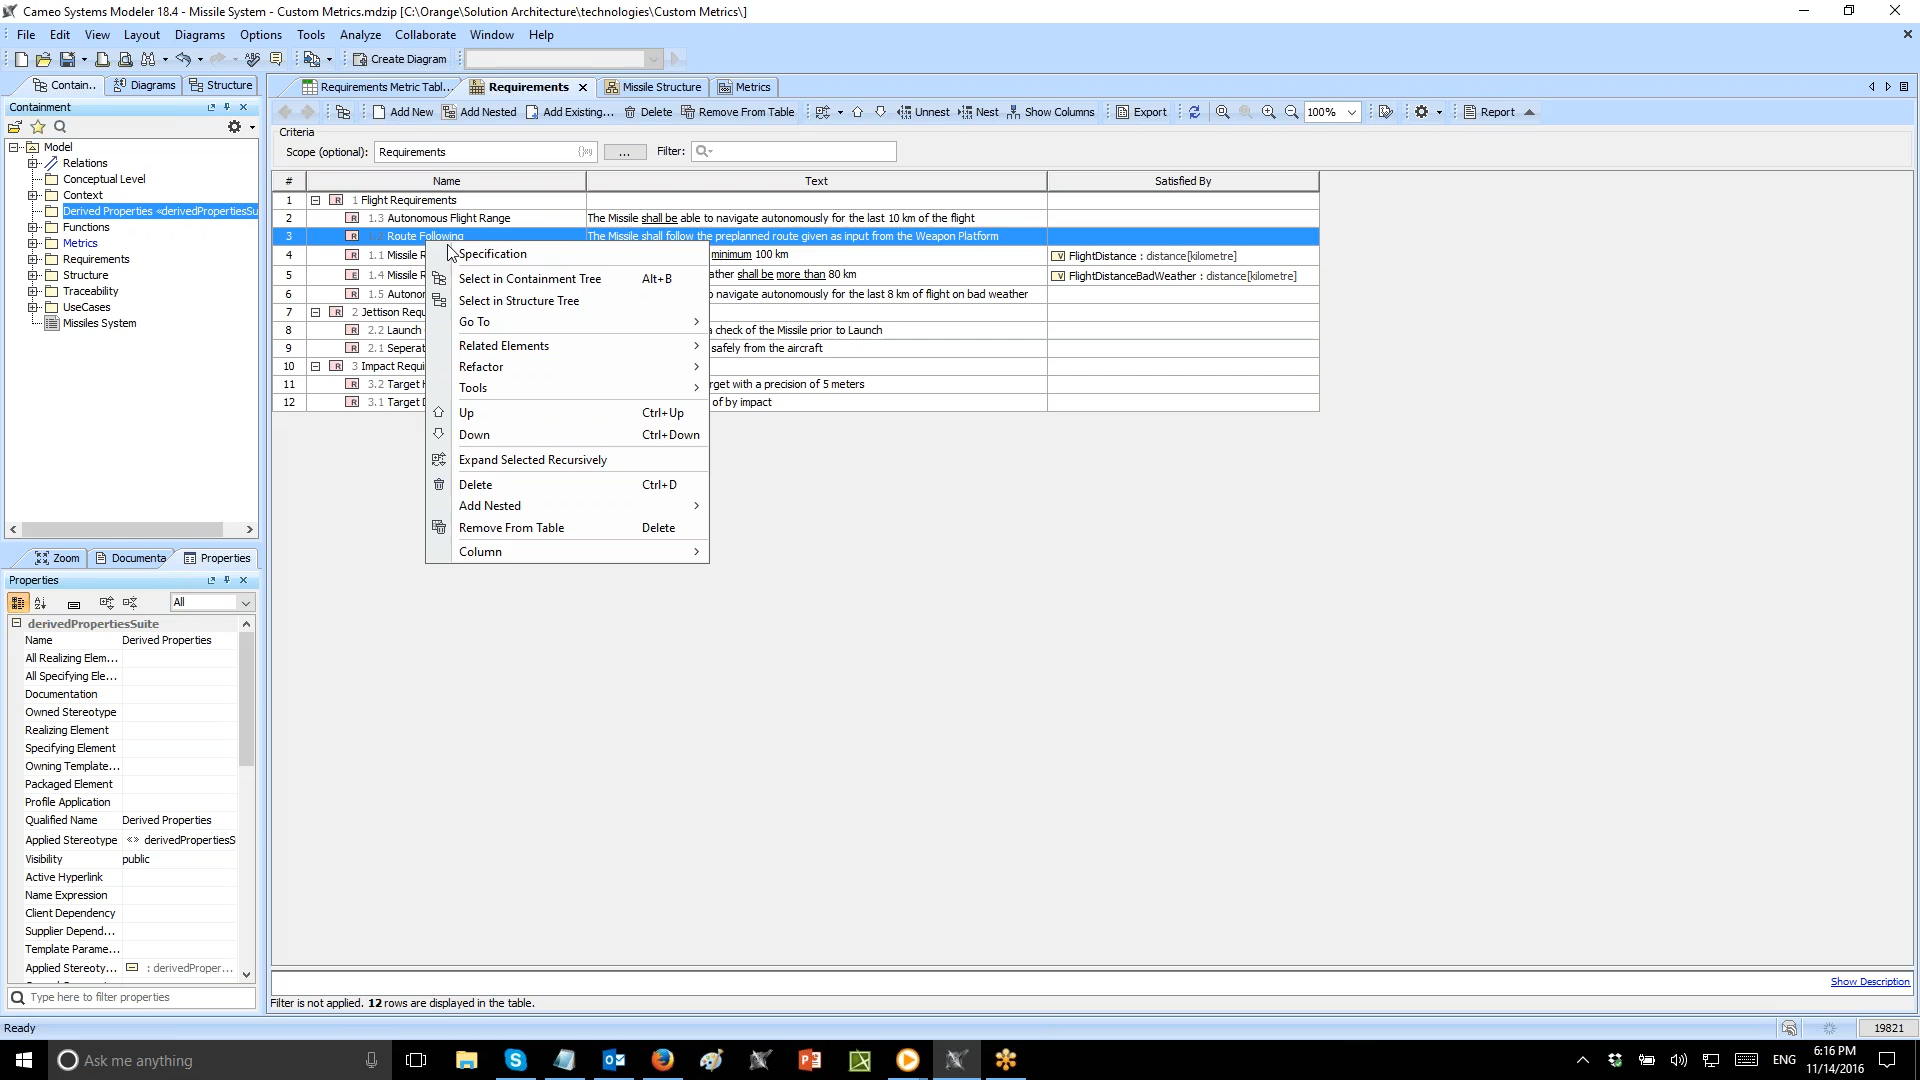 Cameo Systems Modeler 18.4 - Missile System - Custom Metrics.mdzip [C:\Orange\Solution Architecture\technologies\Custom Metrics\]
File Edit View Layout Diagrams Options Tools Analyze Collaborate Window Help
Create Diagram
Contain.. Diagrams Structure
Requirements Metric Tabl... Requirements Missile Structure Metrics
Containment
Add New Add Nested Add Existing... Delete Remove From Table Unnest Nest Show Columns Export 100% Report
Criteria
Scope (optional): Requirements ... Filter:
Model
Relations
Conceptual Level
Context
Derived Properties «derivedPropertiesSu
Functions
Metrics
Requirements
Structure
Traceability
UseCases
Missiles System
# Name Text Satisfied By
1 1 Flight Requirements
2 1.3 Autonomous Flight Range The Missile shall be able to navigate autonomously for the last 10 km of the flight
3 Route Following The Missile shall follow the preplanned route given as input from the Weapon Platform
4 1.1 Missile R minimum 100 km FlightDistance : distance[kilometre]
5 1.4 Missile R ather shall be more than 80 km FlightDistanceBadWeather : distance[kilometre]
6 1.5 Autonor to navigate autonomously for the last 8 km of flight on bad weather
7 2 Jettison Requ
8 2.2 Launch a check of the Missile prior to Launch
9 2.1 Seperat safely from the aircraft
10 3 Impact Requi
11 3.2 Target H rget with a precision of 5 meters
12 3.1 Target D of by impact
Specification
Select in Containment Tree Alt+B
Select in Structure Tree
Go To
Related Elements
Refactor
Tools
Up Ctrl+Up
Down Ctrl+Down
Expand Selected Recursively
Delete Ctrl+D
Add Nested
Remove From Table Delete
Column
Zoom Documenta Properties
Properties
All
derivedPropertiesSuite
Name Derived Properties
All Realizing Elem...
All Specifying Ele...
Documentation
Owned Stereotype
Realizing Element
Specifying Element
Owning Template...
Packaged Element
Profile Application
Qualified Name Derived Properties
Applied Stereotype «» derivedPropertiesS
Visibility public
Active Hyperlink
Name Expression
Client Dependency
Supplier Depend...
Template Parame...
Applied Stereoty... : derivedProper...
Type here to filter properties
Show Description
Filter is not applied. 12 rows are displayed in the table.
Ready
19821
Ask me anything
ENG
6:16 PM
11/14/2016